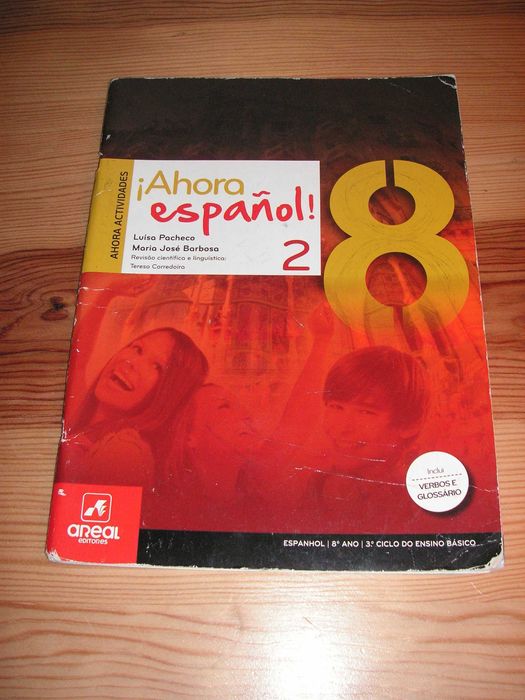 AHORA ACTIVIDADES
¡Ahora
español!
2
8
Luísa Pacheco
Maria José Barbosa
Revisão científica e linguística:
Teresa Corredoira
Inclui
VERBOS E
GLOSSÁRIO
AREAL
EDITORES
ESPANHOL | 8º ANO | 3.º CICLO DO ENSINO BÁSICO